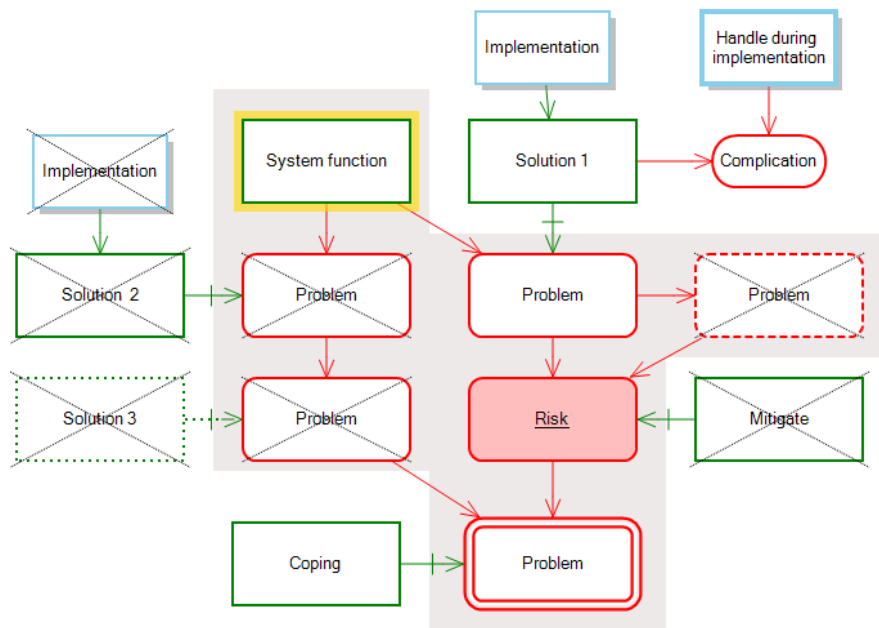 Implementation
Handle during
implementation
Implementation
System function
Solution 1
Complication
Solution 2
Problem
Problem
Problem
Solution 3
Problem
Risk
Mitigate
Coping
Problem